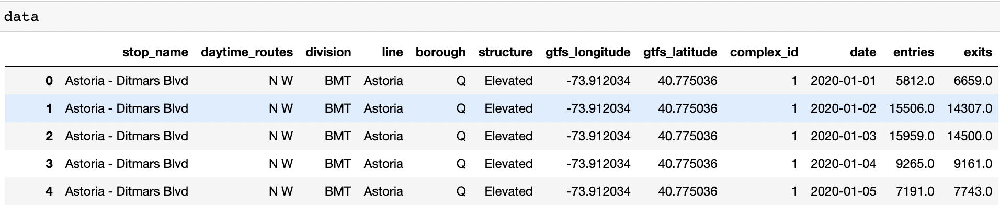 data
stop_name daytime_routes division line borough structure gtfs_longitude gtfs_latitude complex_id date entries exits
0 Astoria - Ditmars Blvd N W BMT Astoria Q Elevated -73.912034 40.775036 1 2020-01-01 5812.0 6659.0
1 Astoria - Ditmars Blvd N W BMT Astoria Q Elevated -73.912034 40.775036 1 2020-01-02 15506.0 14307.0
2 Astoria - Ditmars Blvd N W BMT Astoria Q Elevated -73.912034 40.775036 1 2020-01-03 15959.0 14500.0
3 Astoria - Ditmars Blvd N W BMT Astoria Q Elevated -73.912034 40.775036 1 2020-01-04 9265.0 9161.0
4 Astoria - Ditmars Blvd N W BMT Astoria Q Elevated -73.912034 40.775036 1 2020-01-05 7191.0 7743.0